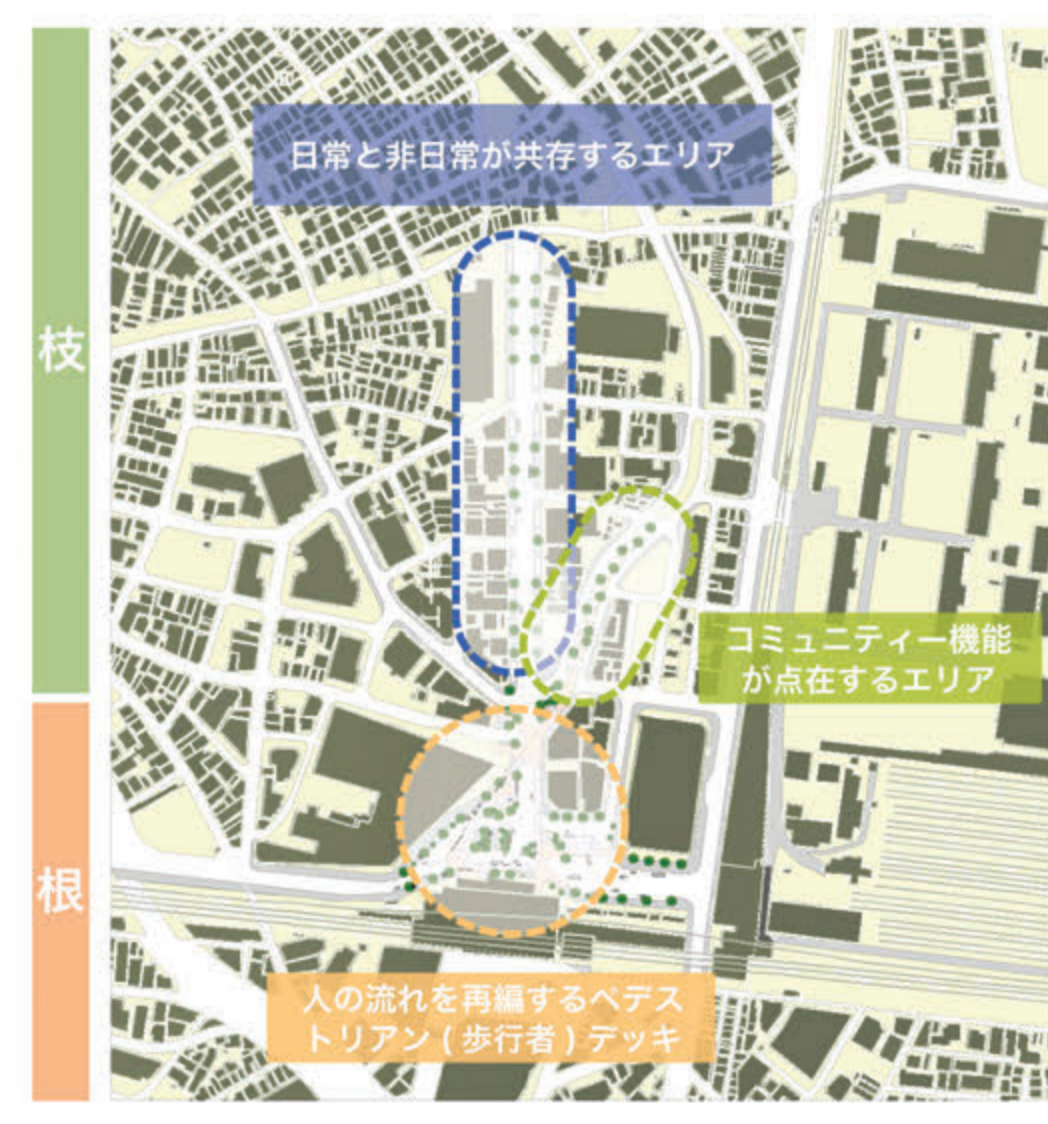 日常と非日常が共存するエリア
枝
コミュニティー機能
が点在するエリア
根
人の流れを再編するペデス
トリアン ( 歩行者 ) デッキ